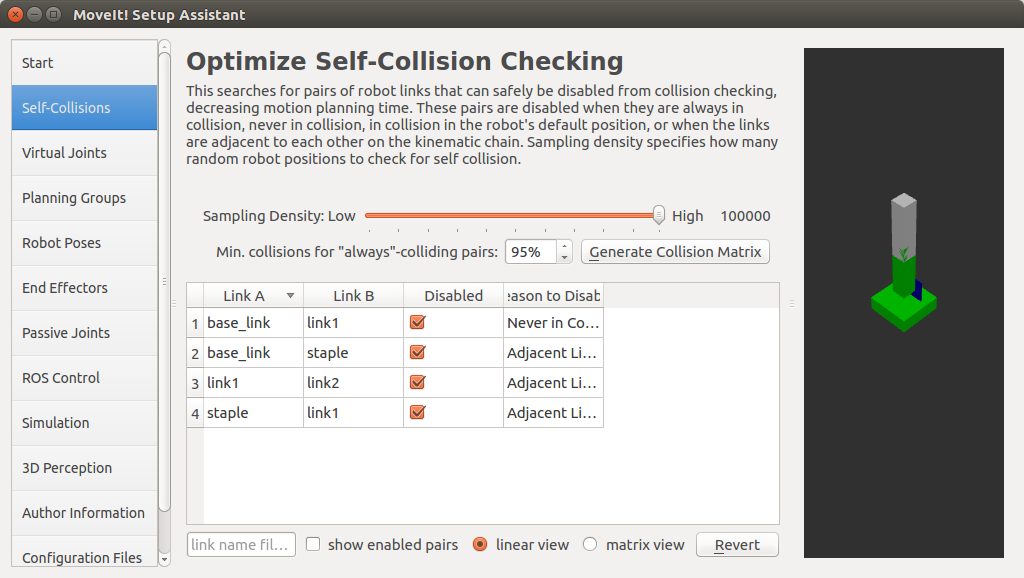 MoveIt! Setup Assistant
Start
Self-Collisions
Virtual Joints
Planning Groups
Robot Poses
End Effectors
Passive Joints
ROS Control
Simulation
3D Perception
Author Information
Configuration Files
Optimize Self-Collision Checking
This searches for pairs of robot links that can safely be disabled from collision checking,
decreasing motion planning time. These pairs are disabled when they are always in
collision, never in collision, in collision in the robot's default position, or when the links
are adjacent to each other on the kinematic chain. Sampling density specifies how many
random robot positions to check for self collision.
Sampling Density: Low High 100000
Min. collisions for "always"-colliding pairs: 95% Generate Collision Matrix
Link A Link B Disabled eason to Disab
1 base_link link1 Never in Co...
2 base_link staple Adjacent Li...
3 link1 link2 Adjacent Li...
4 staple link1 Adjacent Li...
link name fil... show enabled pairs linear view matrix view Revert